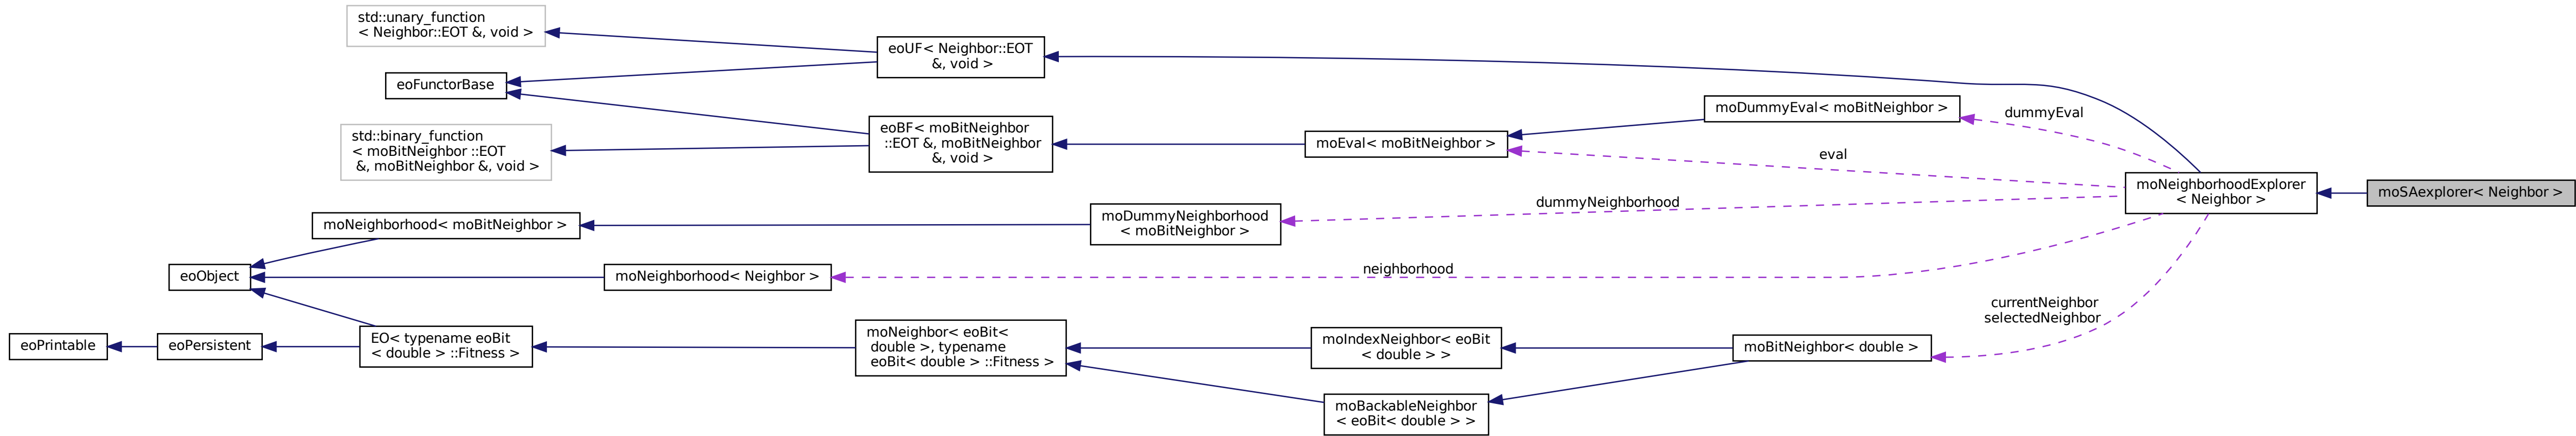 std::unary_function
< Neighbor::EOT &, void >
eoFunctorBase
std::binary_function
< moBitNeighbor ::EOT
&, moBitNeighbor &, void >
moNeighborhood< moBitNeighbor >
eoObject
eoPrintable
eoPersistent
EO< typename eoBit
< double > ::Fitness >
moNeighborhood< Neighbor >
eoUF< Neighbor::EOT
&, void >
eoBF< moBitNeighbor
::EOT &, moBitNeighbor
&, void >
moNeighbor< eoBit<
double >, typename
eoBit< double > ::Fitness >
moDummyNeighborhood
< moBitNeighbor >
moEval< moBitNeighbor >
moIndexNeighbor< eoBit
< double > >
moBackableNeighbor
< eoBit< double > >
moDummyEval< moBitNeighbor >
moBitNeighbor< double >
dummyEval
eval
dummyNeighborhood
neighborhood
currentNeighbor
selectedNeighbor
moNeighborhoodExplorer
< Neighbor >
moSAexplorer< Neighbor >